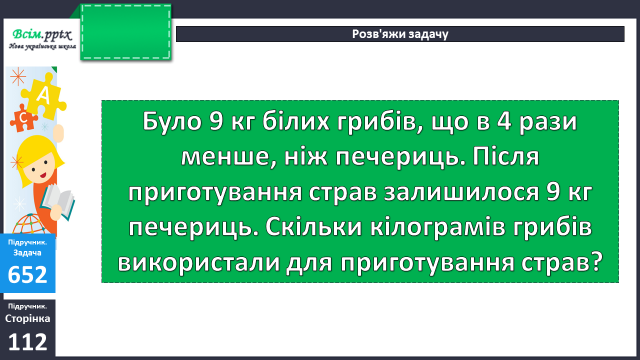 Всім.pptx
Нова українська школа
Розв'яжи задачу
А
С
Було 9 кг білих грибів, що в 4 рази
менше, ніж печериць. Після
приготування страв залишилося 9 кг
печериць. Скільки кілограмів грибів
використали для приготування страв?
Підручник.
Задача
652
Підручник.
Сторінка
112